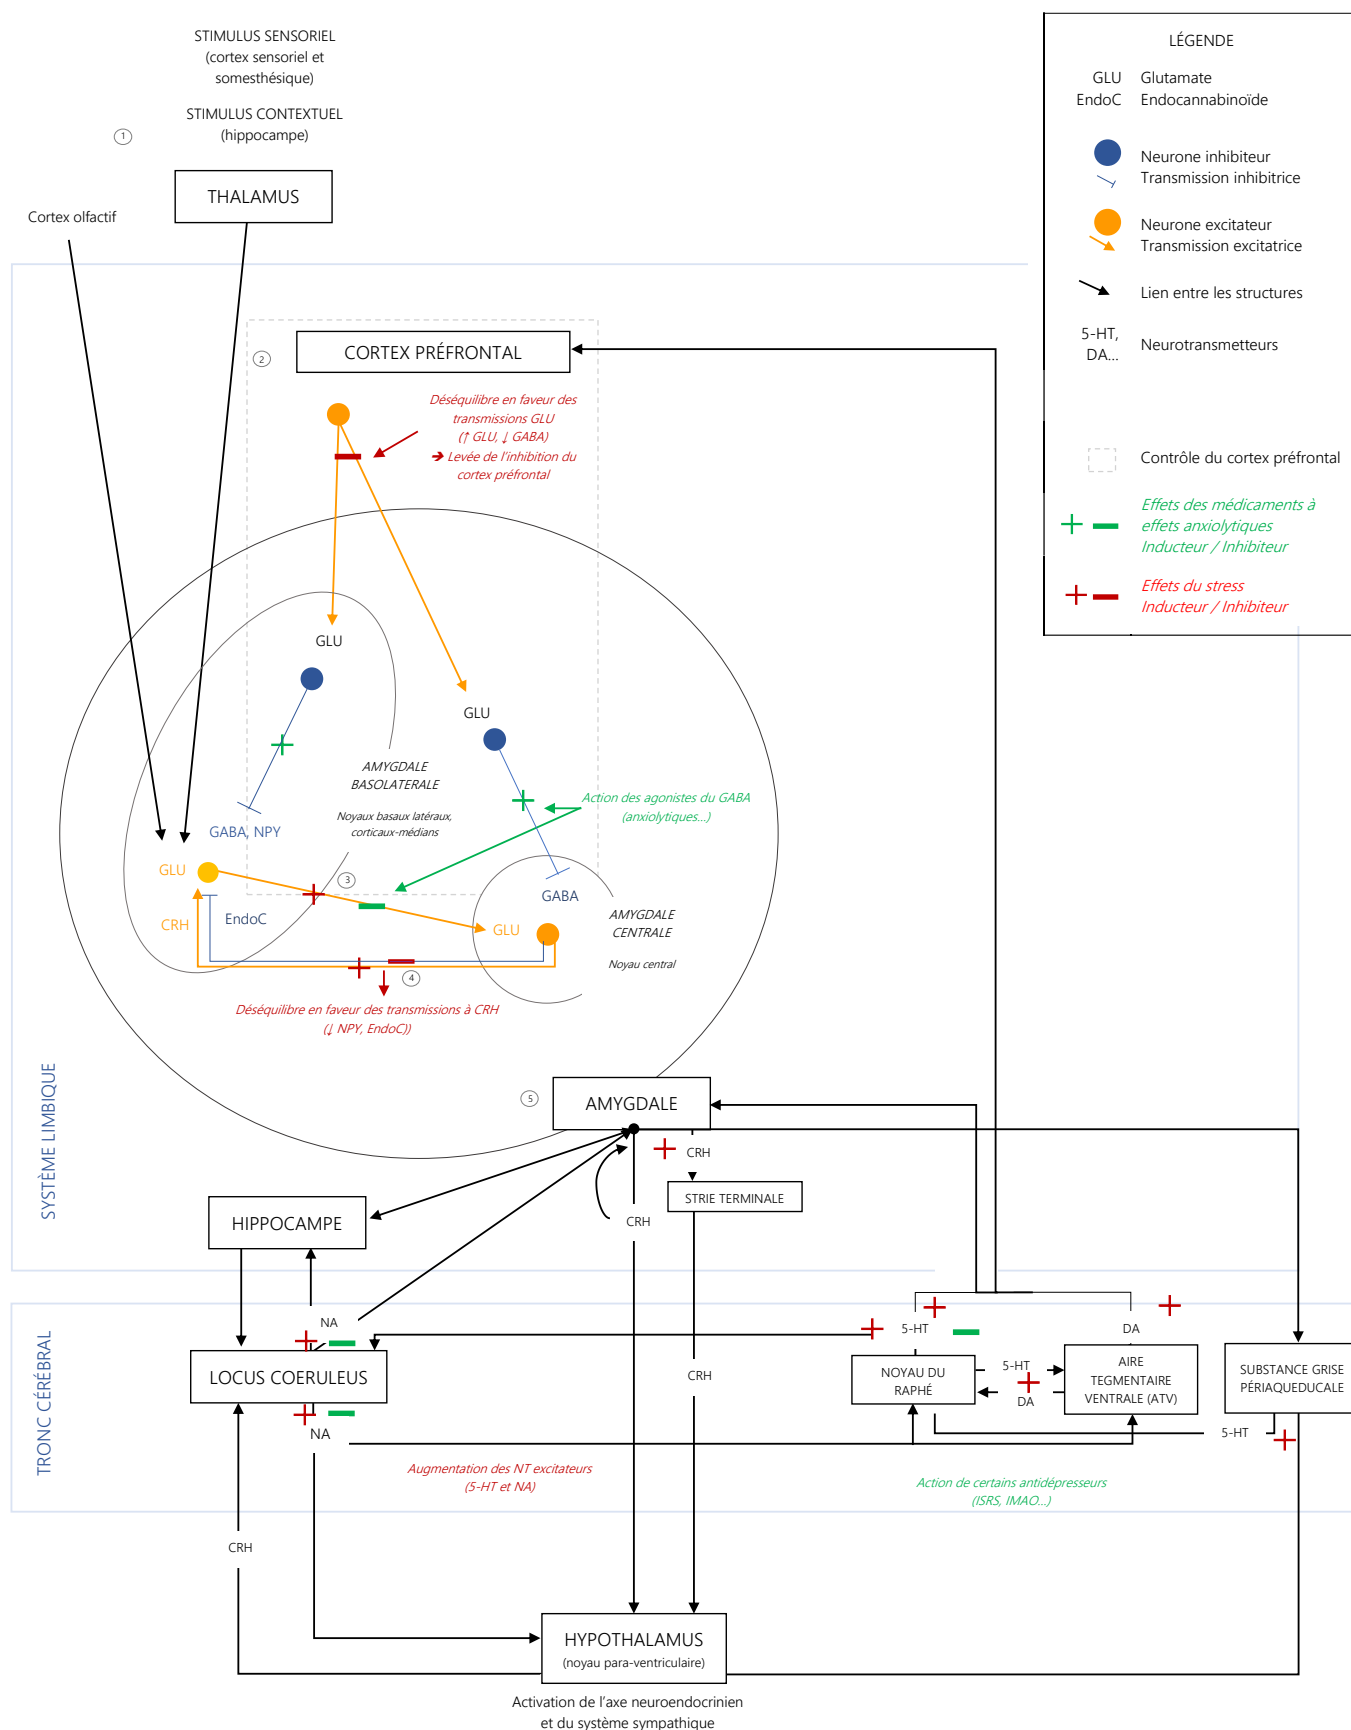 STIMULUS SENSORIEL
(cortex sensoriel et
somesthésique)
STIMULUS CONTEXTUEL
(hippocampe)
1
THALAMUS
Cortex olfactif
LÉGENDE
GLU Glutamate
EndoC Endocannabinoïde
Neurone inhibiteur
Transmission inhibitrice
Neurone excitateur
Transmission excitatrice
Lien entre les structures
5-HT,
DA...
Neurotransmetteurs
Contrôle du cortex préfrontal
Effets des médicaments à
effets anxiolytiques
Inducteur / Inhibiteur
Effets du stress
Inducteur / Inhibiteur
2
CORTEX PRÉFRONTAL
Déséquilibre en faveur des
transmissions GLU
(↑ GLU, ↓ GABA)
➔ Levée de l'inhibition du
cortex préfrontal
GLU
GLU
AMYGDALE
BASOLATERALE
Noyaux basaux latéraux,
corticaux-médians
Action des agonistes du GABA
(anxiolytiques...)
GABA, NPY
GLU
3
GABA
EndoC
CRH
GLU
AMYGDALE
CENTRALE
Noyau central
4
Déséquilibre en faveur des transmissions à CRH
(↓ NPY, EndoC))
SYSTÈME LIMBIQUE
5
AMYGDALE
CRH
STRIE TERMINALE
HIPPOCAMPE
CRH
TRONC CÉRÉBRAL
NA
5-HT
DA
LOCUS COERULEUS
CRH
NOYAU DU
RAPHÉ
5-HT
DA
AIRE
TEGMENTAIRE
VENTRALE (ATV)
SUBSTANCE GRISE
PÉRIAQUEDUCALE
NA
5-HT
Augmentation des NT excitateurs
(5-HT et NA)
Action de certains antidépresseurs
(ISRS, IMAO...)
CRH
HYPOTHALAMUS
(noyau para-ventriculaire)
Activation de l'axe neuroendocrinien
et du système sympathique